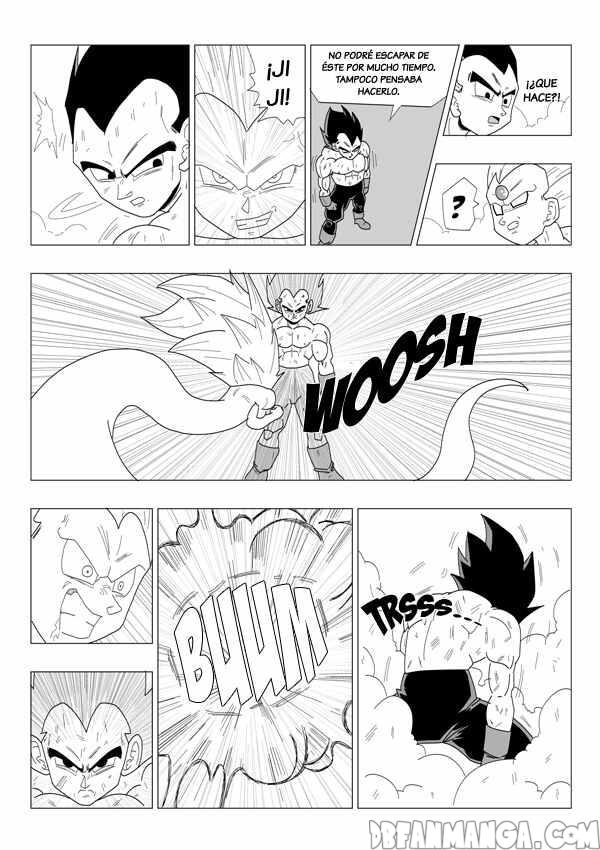 ¡JI
JI!
NO PODRÉ ESCAPAR DE
ÉSTE POR MUCHO TIEMPO.
TAMPOCO PENSABA
HACERLO.
¡¿QUE
HACE?!
?
WOOSH
BUUM
TRSSS...
DBFANMANGA.COM